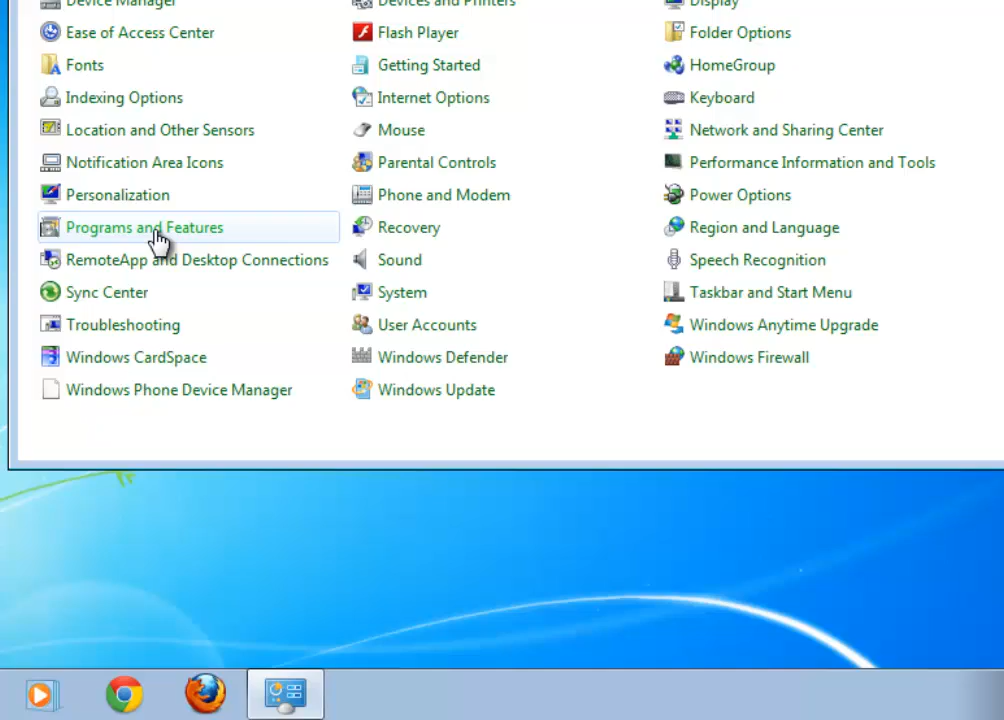 Device Manager
Devices and Printers
Display
Ease of Access Center
Flash Player
Folder Options
Fonts
Getting Started
HomeGroup
Indexing Options
Internet Options
Keyboard
Location and Other Sensors
Mouse
Network and Sharing Center
Notification Area Icons
Parental Controls
Performance Information and Tools
Personalization
Phone and Modem
Power Options
Programs and Features
Recovery
Region and Language
RemoteApp and Desktop Connections
Sound
Speech Recognition
Sync Center
System
Taskbar and Start Menu
Troubleshooting
User Accounts
Windows Anytime Upgrade
Windows CardSpace
Windows Defender
Windows Firewall
Windows Phone Device Manager
Windows Update